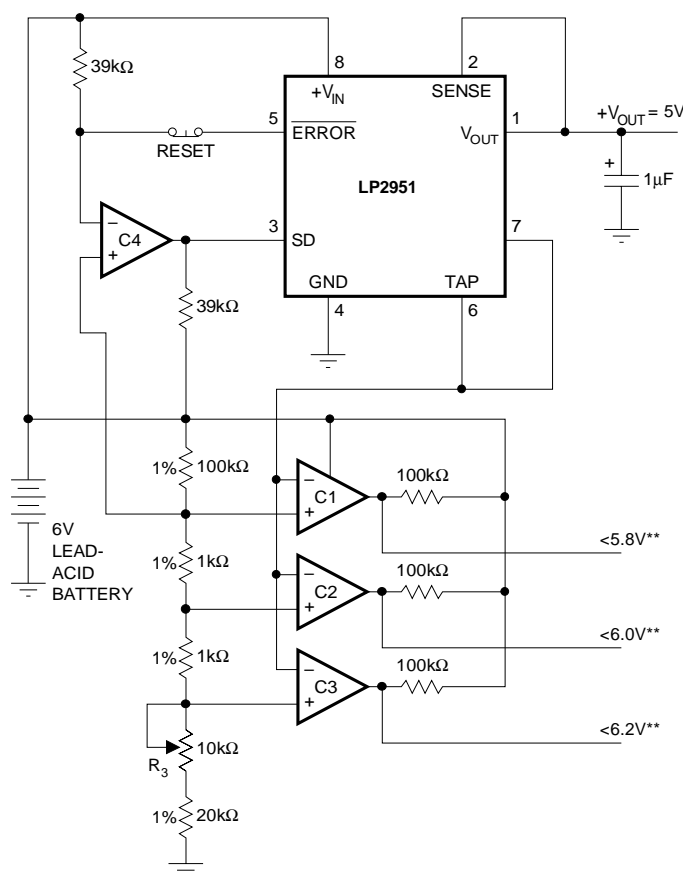 39kΩ
8
+VIN
2
SENSE
5
ERROR
RESET
1
VOUT
+VOUT = 5V
+
1µF
LP2951
−
C4
+
3
SD
7
39kΩ
GND
4
TAP
6
1% 100kΩ
−
C1
+
100kΩ
<5.8V**
6V
LEAD-
ACID
BATTERY
1% 1kΩ
−
C2
+
100kΩ
<6.0V**
1% 1kΩ
−
C3
+
100kΩ
<6.2V**
10kΩ
R3
1% 20kΩ